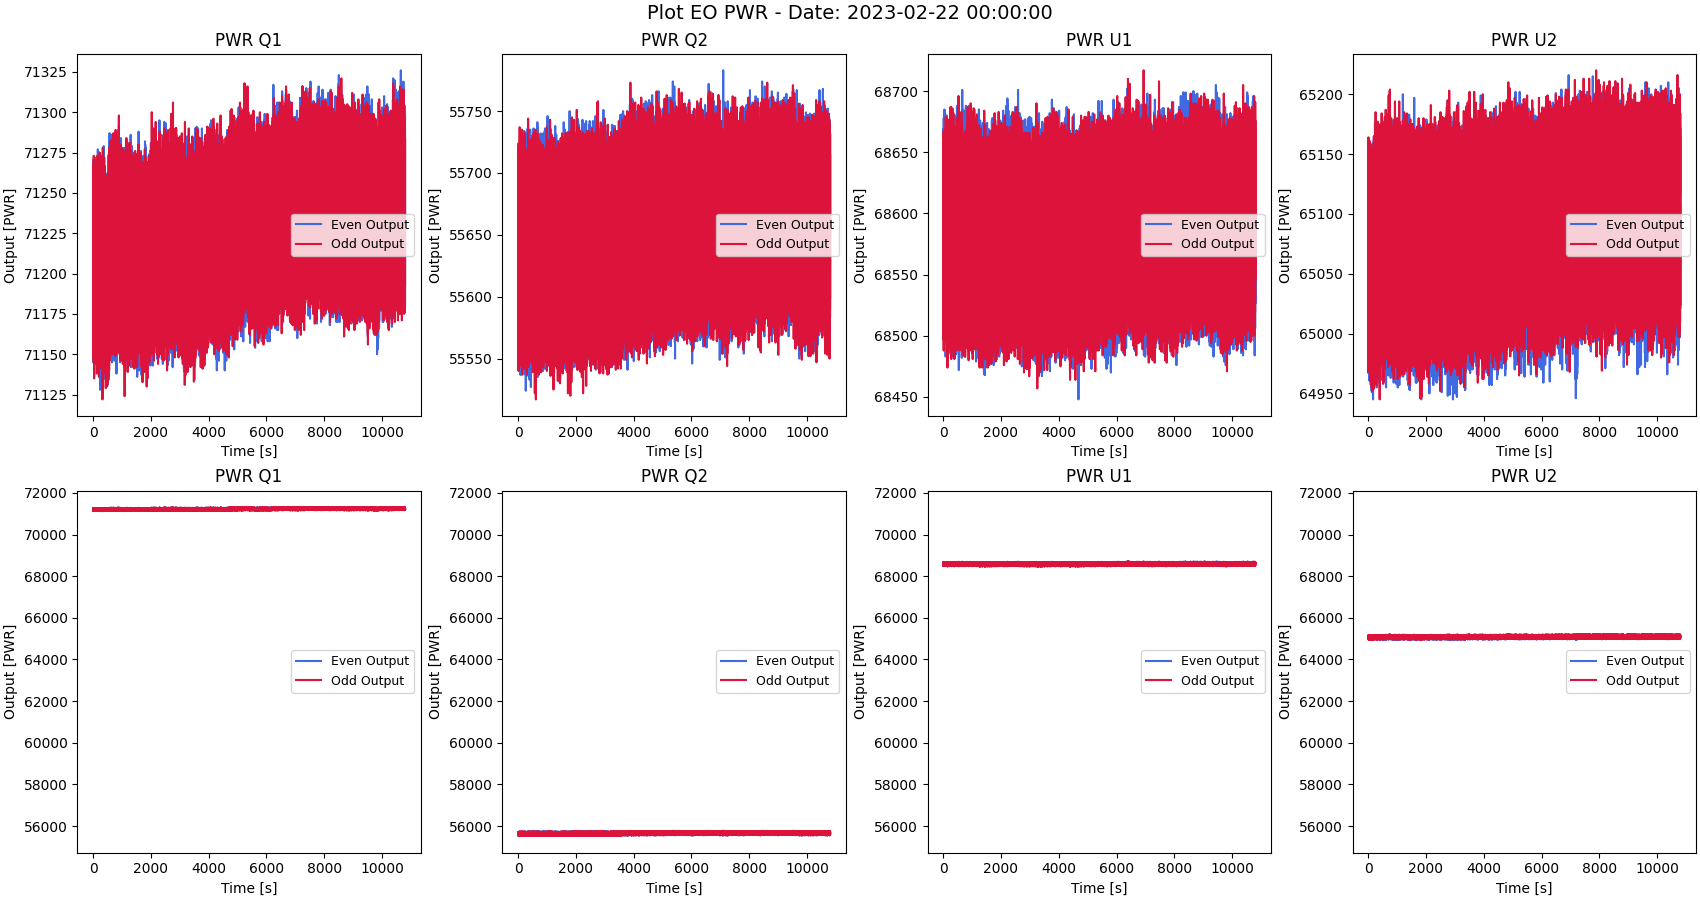 Plot EO PWR - Date: 2023-02-22 00:00:00
PWR Q1
PWR Q2
PWR U1
PWR U2
Output [PWR]
71325
71300
71275
71250
71225
71200
71175
71150
71125
Even Output
Odd Output
0 2000 4000 6000 8000 10000
Time [s]
Output [PWR]
55750
55700
55650
55600
55550
Even Output
Odd Output
0 2000 4000 6000 8000 10000
Time [s]
Output [PWR]
68700
68650
68600
68550
68500
68450
Even Output
Odd Output
0 2000 4000 6000 8000 10000
Time [s]
Output [PWR]
65200
65150
65100
65050
65000
64950
Even Output
Odd Output
0 2000 4000 6000 8000 10000
Time [s]
PWR Q1
PWR Q2
PWR U1
PWR U2
Output [PWR]
72000
70000
68000
66000
64000
62000
60000
58000
56000
Even Output
Odd Output
0 2000 4000 6000 8000 10000
Time [s]
Output [PWR]
72000
70000
68000
66000
64000
62000
60000
58000
56000
Even Output
Odd Output
0 2000 4000 6000 8000 10000
Time [s]
Output [PWR]
72000
70000
68000
66000
64000
62000
60000
58000
56000
Even Output
Odd Output
0 2000 4000 6000 8000 10000
Time [s]
Output [PWR]
72000
70000
68000
66000
64000
62000
60000
58000
56000
Even Output
Odd Output
0 2000 4000 6000 8000 10000
Time [s]